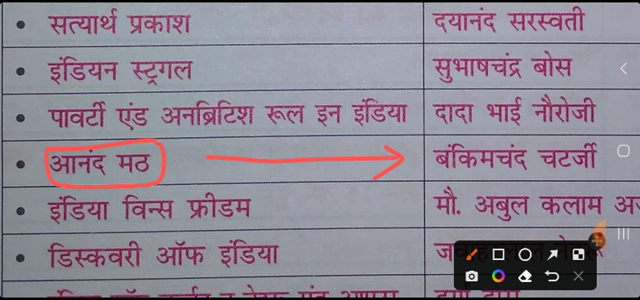 सत्यार्थ प्रकाश दयानंद सरस्वती
इंडियन स्ट्रगल सुभाषचंद्र बोस
पावर्टी एंड अनब्रिटिश रूल इन इंडिया दादा भाई नौरोजी
आनंद मठ बंकिमचंद चटर्जी
इंडिया विन्स फ्रीडम मौ. अबुल कलाम
डिस्कवरी ऑफ इंडिया